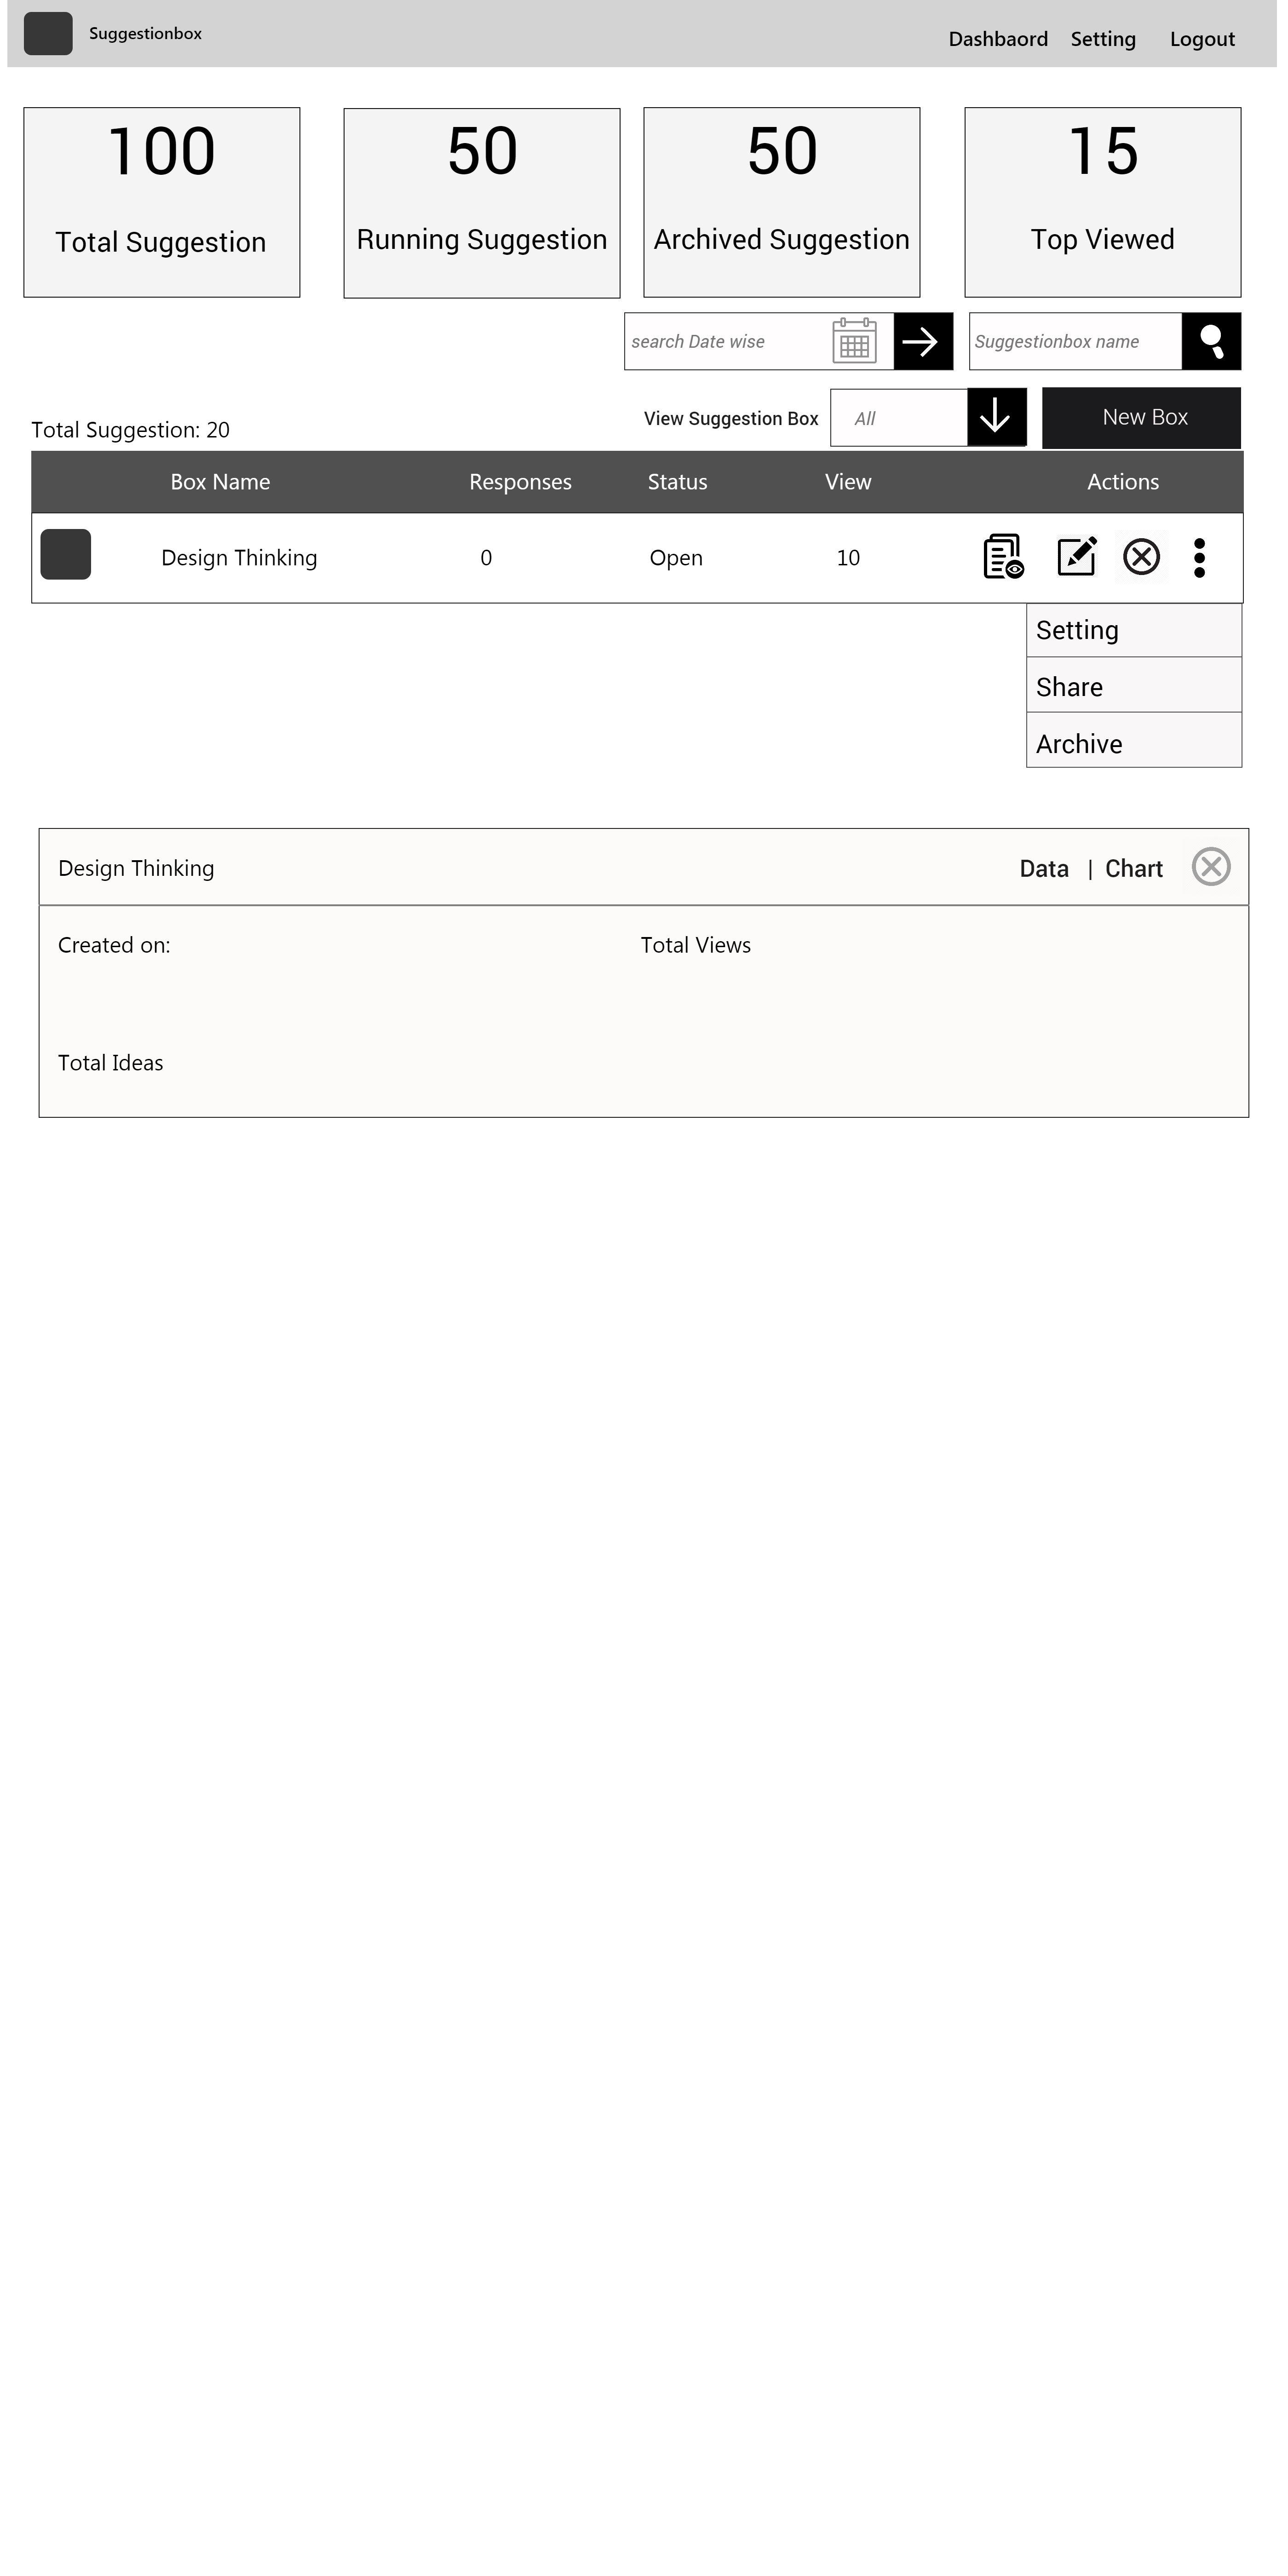 Suggestionbox
Dashbaord Setting Logout
100
Total Suggestion
50
Running Suggestion
50
Archived Suggestion
15
Top Viewed
search Date wise
Suggestionbox name
Total Suggestion: 20
View Suggestion Box
All
New Box
Box Name Responses Status View Actions
Design Thinking 0 Open 10
Setting
Share
Archive
Design Thinking
Data | Chart
Created on:
Total Views
Total Ideas